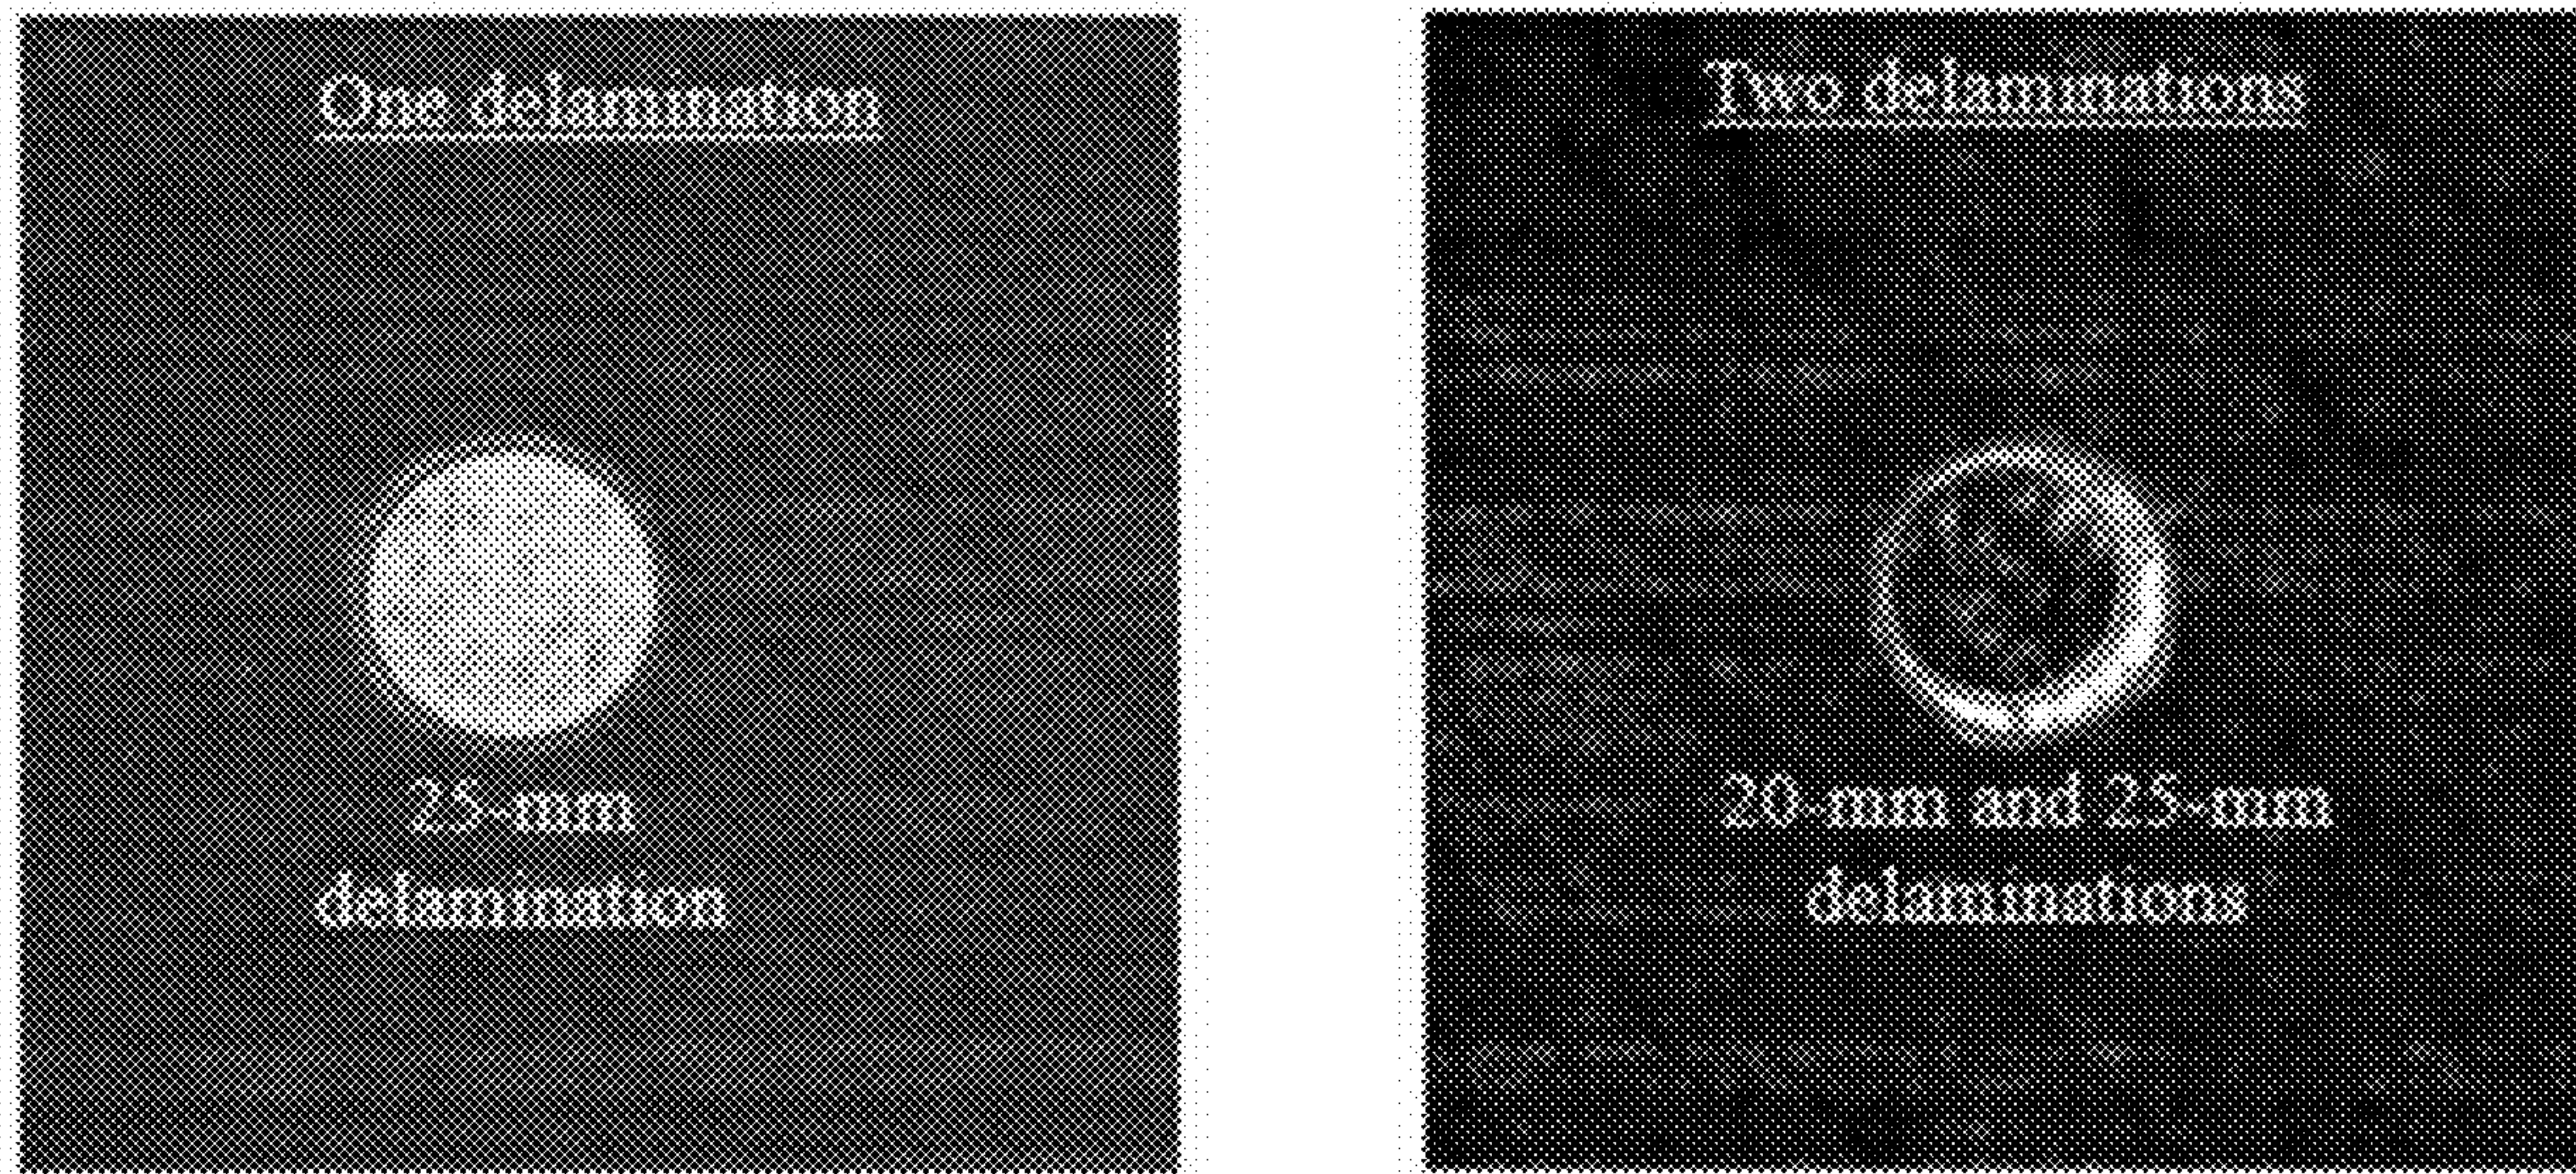 One delamination
25-mm
delamination
Two delaminations
20-mm and 25-mm
delaminations